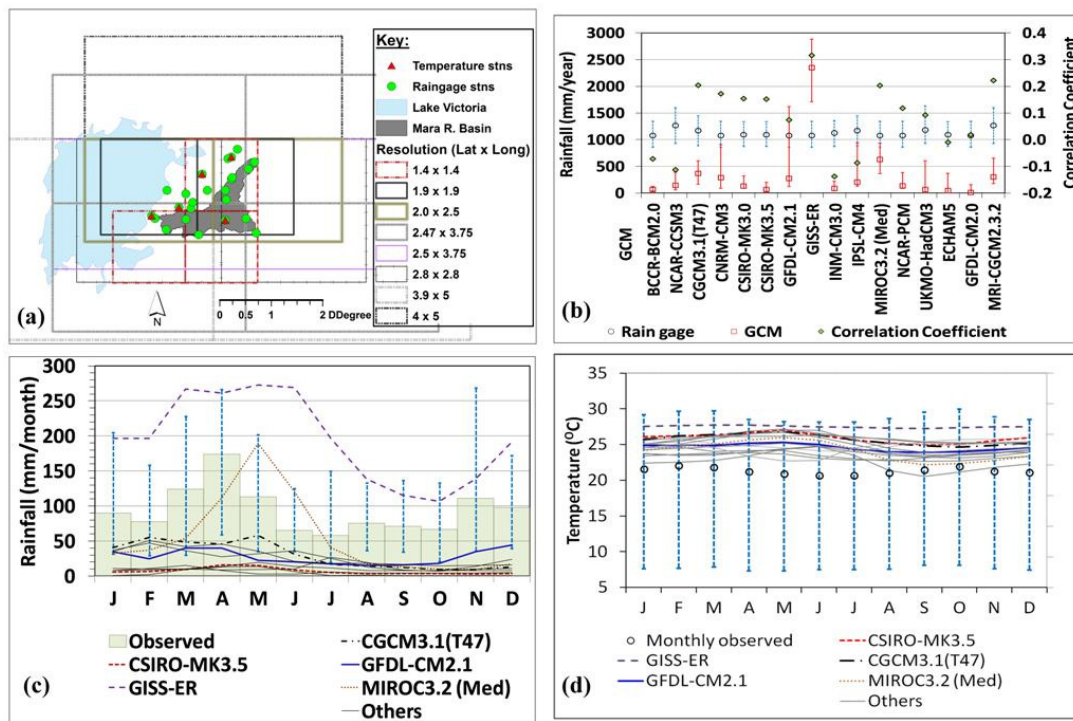 Key:
Temperature stns
Raingage stns
Lake Victoria
Mara R. Basin
Resolution (Lat x Long)
1.4 x 1.4
1.9 x 1.9
2.0 x 2.5
2.47 x 3.75
2.5 x 3.75
2.8 x 2.8
3.9 x 5
4 x 5
N
0 0.5 1 2 DDegree
(a)
Rainfall (mm/year)
3000
2500
2000
1500
1000
500
0
0.4
0.3
0.2
0.1
0.0
-0.1
-0.2
Correlation Coefficient
GCM
BCCR-BCM2.0
NCAR-CCSM3
CGCM3.1(T47)
CNRM-CM3
CSIRO-MK3.0
CSIRO-MK3.5
GFDL-CM2.1
GISS-ER
INM-CM3.0
IPSL-CM4
MIROC3.2 (Med)
NCAR-PCM
UKMO-HadCM3
ECHAM5
GFDL-CM2.0
MRI-CGCM2.3.2
(b)
Rain gage GCM Correlation Coefficient
Rainfall (mm/month)
300
250
200
150
100
50
0
J F M A M J J A S O N D
Observed CGCM3.1(T47)
CSIRO-MK3.5 GFDL-CM2.1
GISS-ER MIROC3.2 (Med)
Others
(c)
Temperature (⁰C)
35
30
25
20
15
10
5
0
J F M A M J J A S O N D
Monthly observed CSIRO-MK3.5
GISS-ER CGCM3.1(T47)
GFDL-CM2.1 MIROC3.2 (Med)
Others
(d)